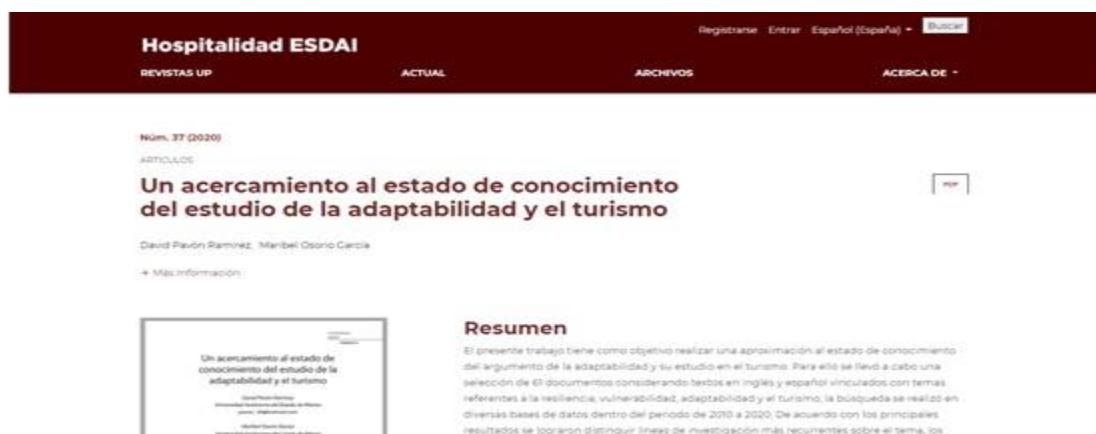 Registrarse Entrar Español (España) Buscar
Hospitalidad ESDAI
REVISTAS UP ACTUAL ARCHIVOS ACERCA DE
Núm. 37 (2020)
ARTICULOS
Un acercamiento al estado de conocimiento
del estudio de la adaptabilidad y el turismo
PDF
David Pavón Ramírez, Maribel Osorio García
→ Más información
Un acercamiento al estado de
conocimiento del estudio de la
adaptabilidad y el turismo
Resumen
El presente trabajo tiene como objetivo realizar una aproximación al estado de conocimiento
del argumento de la adaptabilidad y su estudio en el turismo. Para ello se llevó a cabo una
selección de 61 documentos considerando textos en inglés y español vinculados con temas
referentes a la resiliencia, vulnerabilidad, adaptabilidad y el turismo; la búsqueda se realizó en
diversas bases de datos dentro del periodo de 2010 a 2020; De acuerdo con los principales
resultados se lograron distinguir líneas de investigación más recurrentes sobre el tema, los